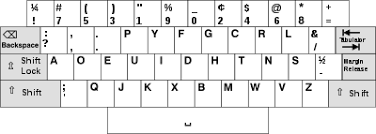 ¼ # ( ) " % _ ¢ $ @ * +
! 7 5 3 1 9 0 2 4 6 8 =
⌫ : , . P Y F G C R L &
Backspace ? , . / Tabulator
⇧ Shift Lock A O E U I D H T N S ½ - Margin Release
⇧ Shift : ; Q J K X B M W V Z ⇧ Shift